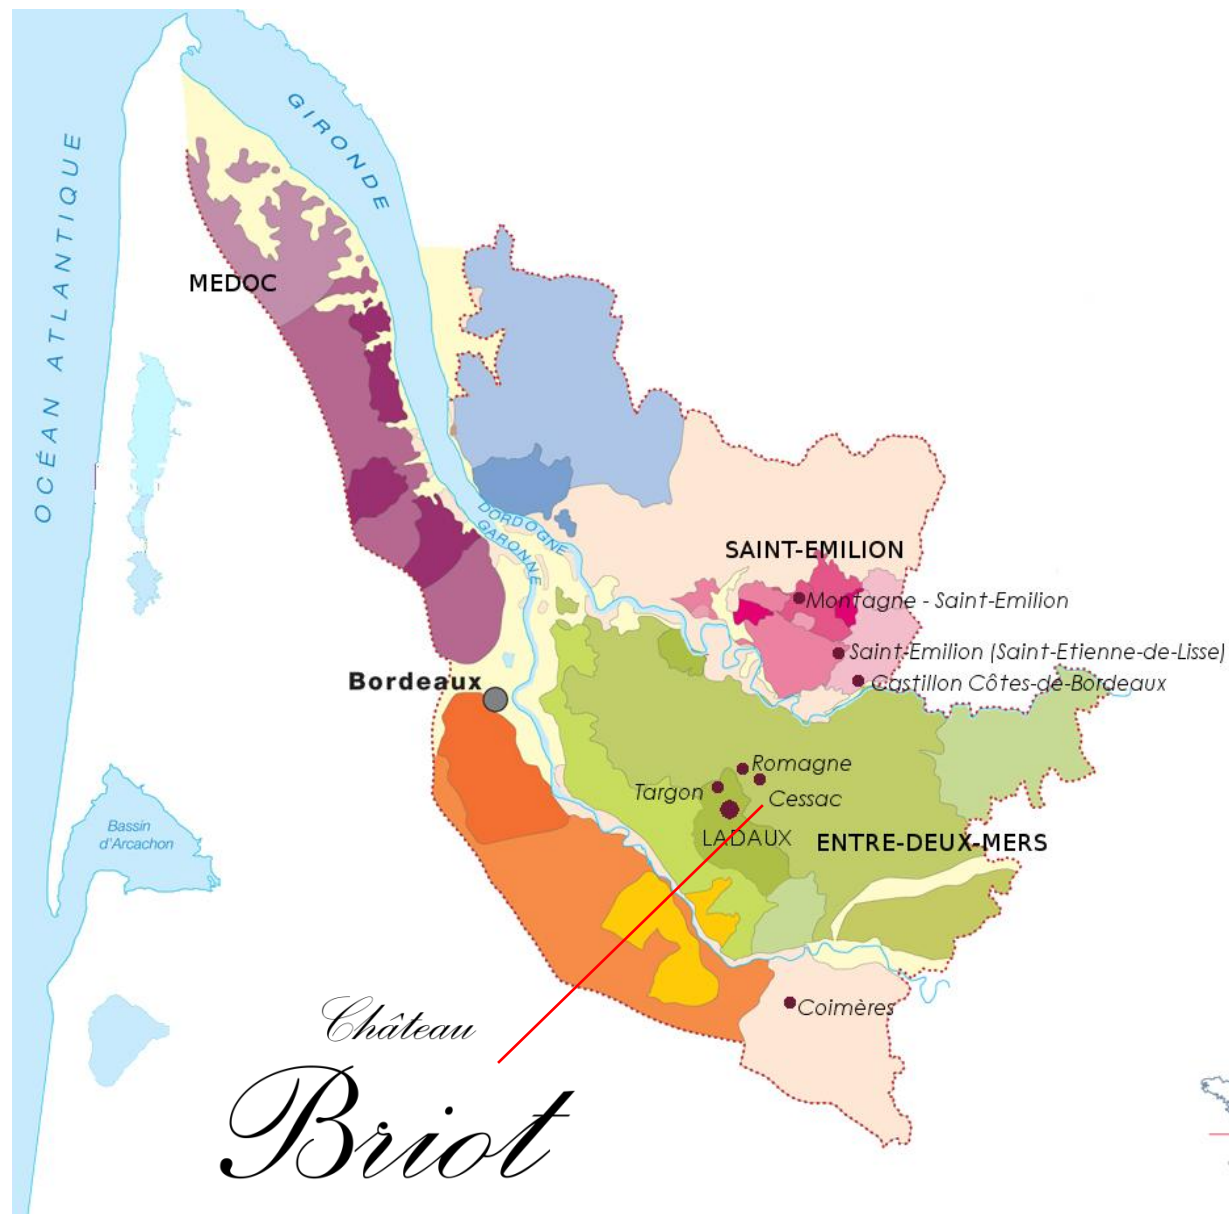 GIRONDE
OCÉAN ATLANTIQUE
MEDOC
DORDOGNE
GARONNE
SAINT-EMILION
Montagne - Saint-Emilion
Saint-Emilion (Saint-Etienne-de-Lisse)
Castillon Côtes-de-Bordeaux
Bordeaux
Romagne
Targon
Cessac
LADAUX
ENTRE-DEUX-MERS
Bassin
d'Arcachon
Coimères
Château
Briot